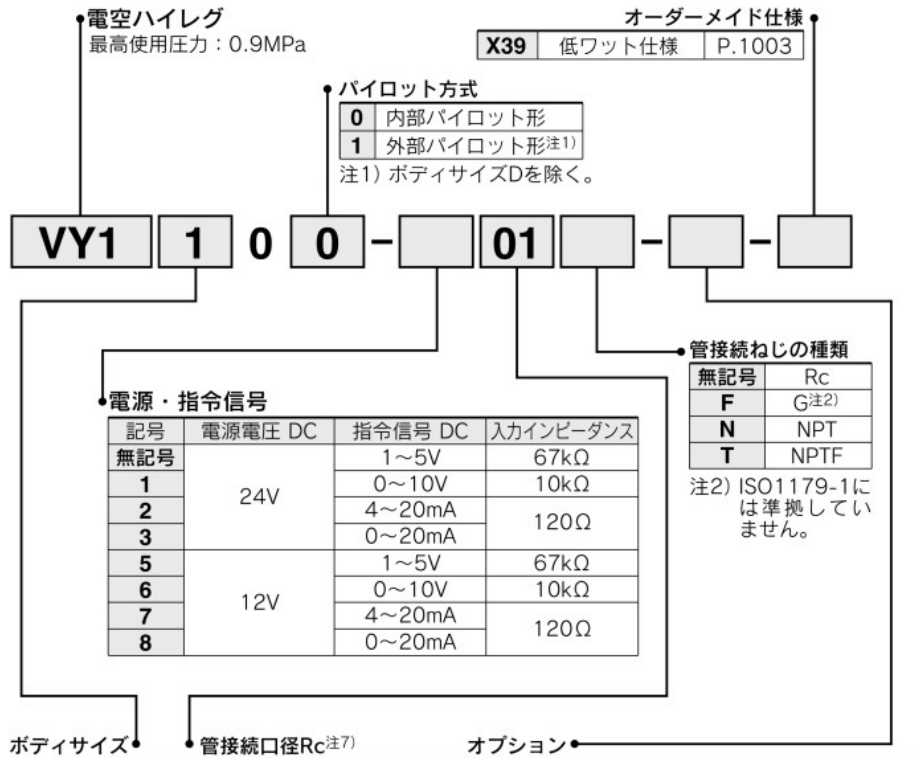 電空ハイレグ
最高使用圧力：0.9MPa
オーダーメイド仕様
X39 低ワット仕様 P.1003
パイロット方式
0 内部パイロット形
1 外部パイロット形注1)
注1) ボディサイズDを除く。
VY1 1 0 0 - 01 - -
管接続ねじの種類
無記号 Rc
F G注2)
N NPT
T NPTF
注2) ISO1179-1に
は準拠してい
ません。
電源・指令信号
記号 電源電圧 DC 指令信号 DC 入力インピーダンス
無記号 1～5V 67kΩ
1 24V 0～10V 10kΩ
2 4～20mA 120Ω
3 0～20mA
5 1～5V 67kΩ
6 12V 0～10V 10kΩ
7 4～20mA 120Ω
8 0～20mA
ボディサイズ 管接続口径Rc注7) オプション